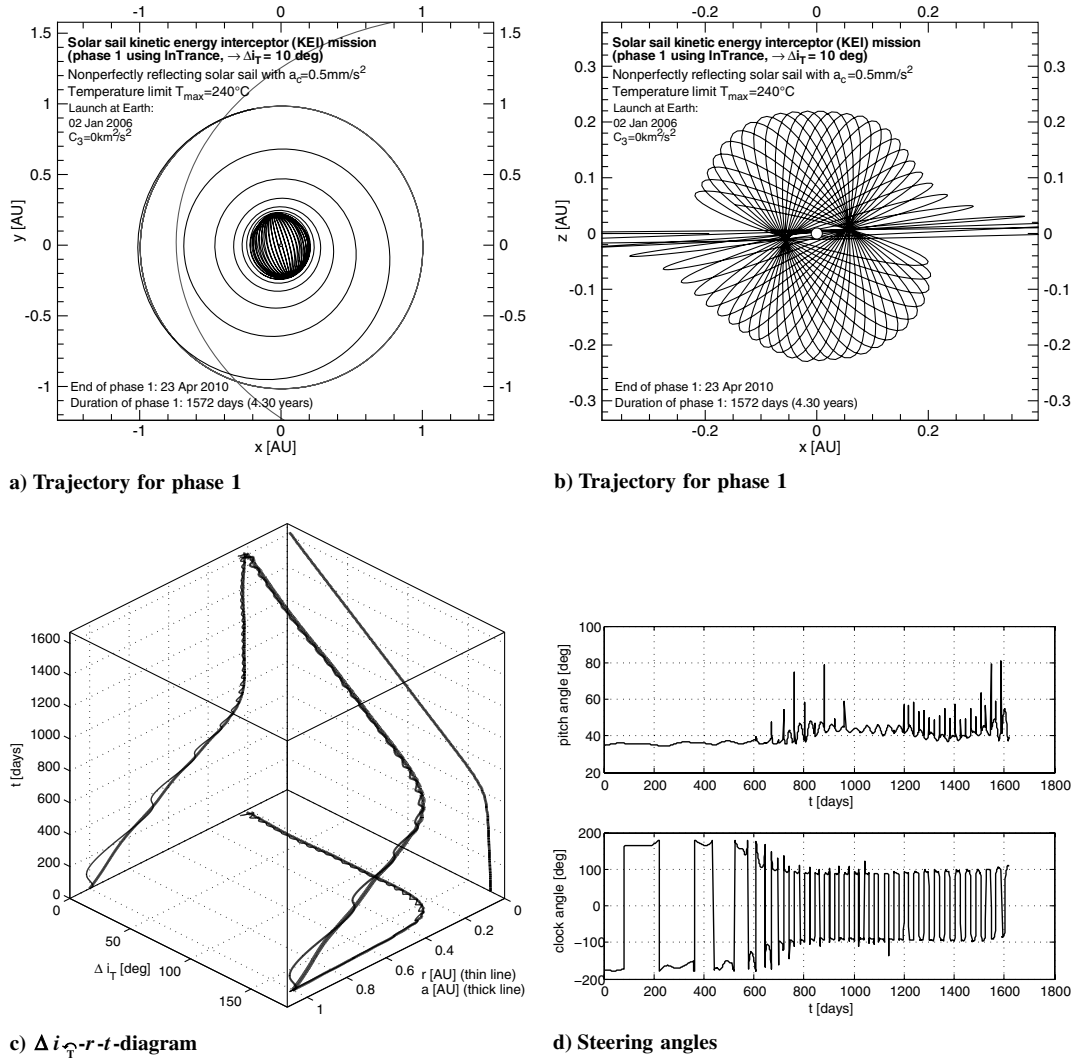 -1 0 1
Solar sail kinetic energy interceptor (KEI) mission
(phase 1 using InTrance, → Δi_T = 10 deg)
Nonperfectly reflecting solar sail with a_c=0.5mm/s²
Temperature limit T_max=240°C
Launch at Earth:
02 Jan 2006
C_3=0km²/s²
1.5 1 0.5 0 -0.5 -1
y [AU]
1.5 1 0.5 0 -0.5 -1
End of phase 1: 23 Apr 2010
Duration of phase 1: 1572 days (4.30 years)
-1 0 1
x [AU]
a) Trajectory for phase 1
-0.2 0 0.2
Solar sail kinetic energy interceptor (KEI) mission
(phase 1 using InTrance, → Δi_T = 10 deg)
Nonperfectly reflecting solar sail with a_c=0.5mm/s²
Temperature limit T_max=240°C
Launch at Earth:
02 Jan 2006
C_3=0km²/s²
0.3 0.2 0.1 0 -0.1 -0.2 -0.3
z [AU]
0.3 0.2 0.1 0 -0.1 -0.2 -0.3
End of phase 1: 23 Apr 2010
Duration of phase 1: 1572 days (4.30 years)
-0.2 0 0.2
x [AU]
b) Trajectory for phase 1
1600
1400
1200
1000
800
600
400
200
0
t [days]
0 50 100 150
Δ i_T [deg]
0 0.2 0.4 0.6 0.8 1
r [AU] (thin line)
a [AU] (thick line)
c) Δ i_T-r-t-diagram
100
80
60
40
20
pitch angle [deg]
0 200 400 600 800 1000 1200 1400 1600 1800
t [days]
200
100
0
−100
−200
clock angle [deg]
0 200 400 600 800 1000 1200 1400 1600 1800
t [days]
d) Steering angles